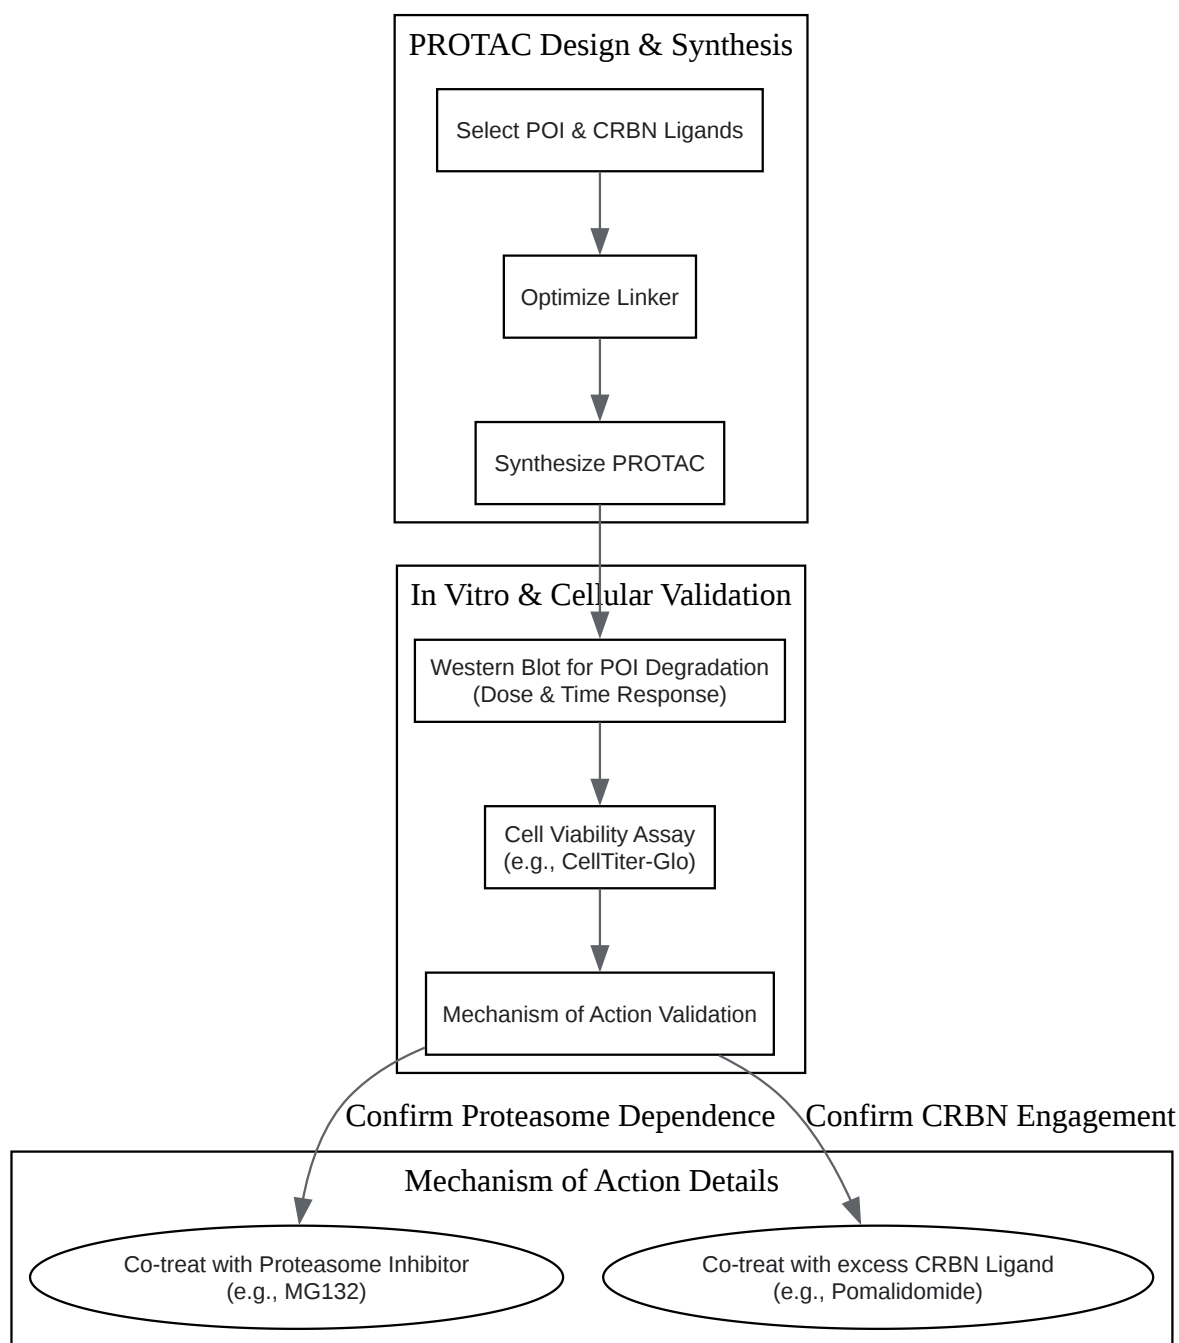 PROTAC Design & Synthesis
Select POI & CRBN Ligands
Optimize Linker
Synthesize PROTAC
In Vitro & Cellular Validation
Western Blot for POI Degradation
(Dose & Time Response)
Cell Viability Assay
(e.g., CellTiter-Glo)
Mechanism of Action Validation
Confirm Proteasome Dependence
Confirm CRBN Engagement
Mechanism of Action Details
Co-treat with Proteasome Inhibitor
(e.g., MG132)
Co-treat with excess CRBN Ligand
(e.g., Pomalidomide)